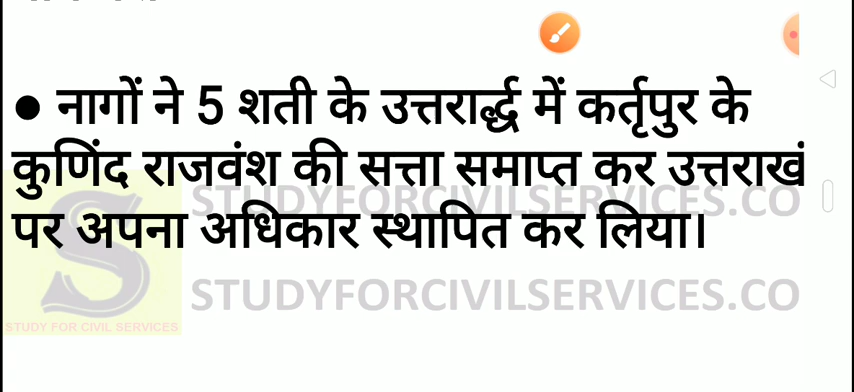 ● नागों ने 5 शती के उत्तरार्द्ध में कर्तृपुर के
कुणिंद राजवंश की सत्ता समाप्त कर उत्तराखं
पर अपना अधिकार स्थापित कर लिया।
STUDYFORCIVILSERVICES.CO
STUDYFORCIVILSERVICES.CO
S
STUDY FOR CIVIL SERVICES